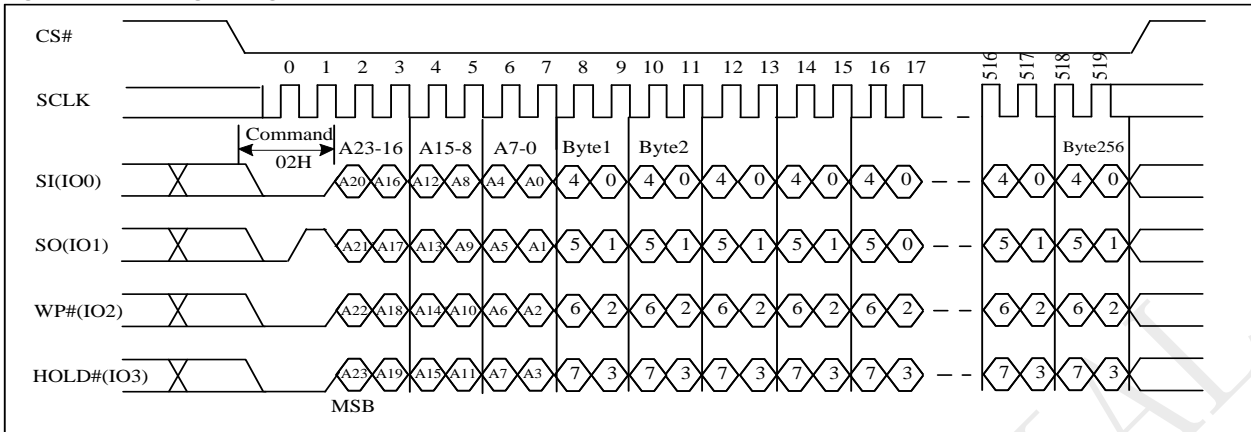 CS#
0 1 2 3 4 5 6 7 8 9 10 11 12 13 14 15 16 17 516 517 518 519
SCLK
Command
02H
A23-16 A15-8 A7-0 Byte1 Byte2 Byte256
SI(IO0) A20 A16 A12 A8 A4 A0 4 0 4 0 4 0 4 0 4 0 4 0 4 0
SO(IO1) A21 A17 A13 A9 A5 A1 5 1 5 1 5 1 5 1 5 0 5 1 5 1
WP#(IO2) A22 A18 A14 A10 A6 A2 6 2 6 2 6 2 6 2 6 2 6 2 6 2
HOLD#(IO3) A23 A19 A15 A11 A7 A3 7 3 7 3 7 3 7 3 7 3 7 3 7 3
MSB